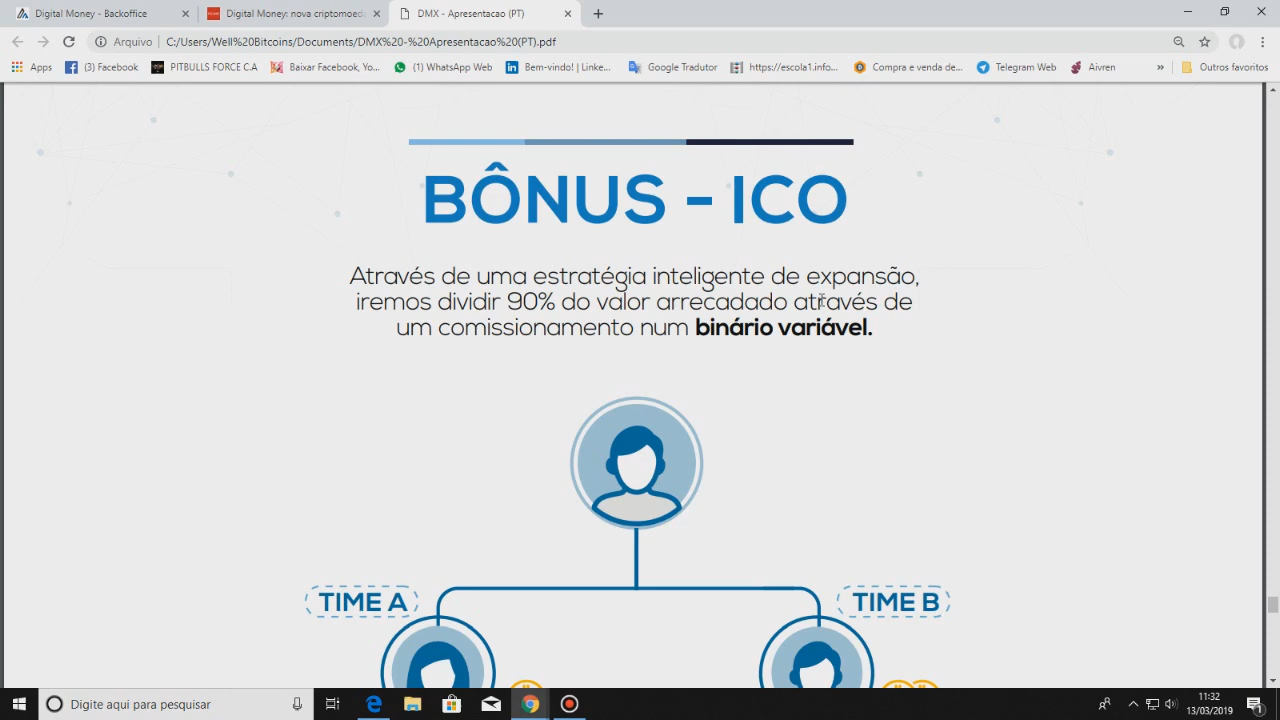 Digital Money - Backoffice
Digital Money: nova criptomoeda
DMX - Apresentacao (PT)
Arquivo
C:/Users/Well%20Bitcoins/Documents/DMX%20-%20Apresentacao%20(PT).pdf
Apps
(3) Facebook
PITBULLS FORCE C.A
Baixar Facebook, Yo...
(1) WhatsApp Web
Bem-vindo! | Linke...
Google Tradutor
https://escola1.info...
Compra e venda de...
Telegram Web
Aivren
»
Outros favoritos
BÔNUS - ICO
Através de uma estratégia inteligente de expansão,
iremos dividir 90% do valor arrecadado através de
um comissionamento num binário variável.
TIME A
TIME B
Digite aqui para pesquisar
11:32
13/03/2019
1